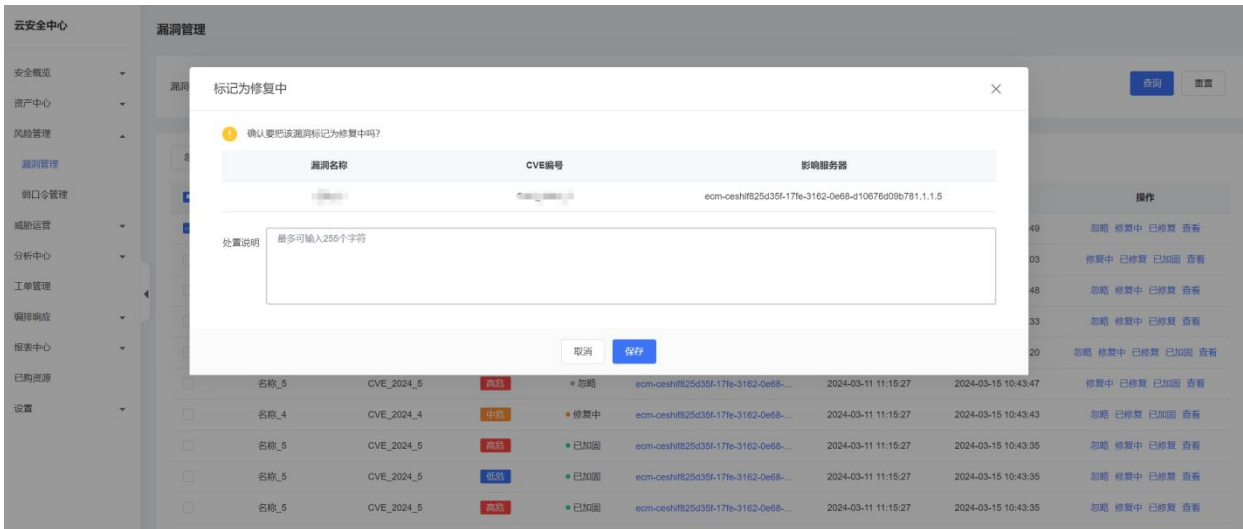 云安全中心
漏洞管理
安全概览
资产中心
风险管理
漏洞管理
弱口令管理
威胁运营
分析中心
工单管理
编排响应
报表中心
已购资源
设置
查询 重置
标记为修复中
确认要把该漏洞标记为修复中吗?
漏洞名称 CVE编号 影响服务器
ecm-ceshif825d35f-17fe-3162-0e68-d10676d09b781.1.1.5
处置说明 最多可输入255个字符
取消 保存
操作
49 忽略 修复中 已修复 查看
03 修复中 已修复 已加固 查看
48 忽略 修复中 已修复 查看
33 忽略 修复中 已修复 查看
20 忽略 修复中 已修复 已加固 查看
名称_5 CVE_2024_5 高危 忽略 ecm-ceshif825d35f-17fe-3162-0e68-... 2024-03-11 11:15:27 2024-03-15 10:43:47 修复中 已修复 已加固 查看
名称_4 CVE_2024_4 中危 修复中 ecm-ceshif825d35f-17fe-3162-0e68-... 2024-03-11 11:15:27 2024-03-15 10:43:43 忽略 已修复 已加固 查看
名称_5 CVE_2024_5 高危 已加固 ecm-ceshif825d35f-17fe-3162-0e68-... 2024-03-11 11:15:27 2024-03-15 10:43:35 忽略 修复中 已修复 查看
名称_5 CVE_2024_5 低危 已加固 ecm-ceshif825d35f-17fe-3162-0e68-... 2024-03-11 11:15:27 2024-03-15 10:43:35 忽略 修复中 已修复 查看
名称_5 CVE_2024_5 高危 已加固 ecm-ceshif825d35f-17fe-3162-0e68-... 2024-03-11 11:15:27 2024-03-15 10:43:35 忽略 修复中 已修复 查看